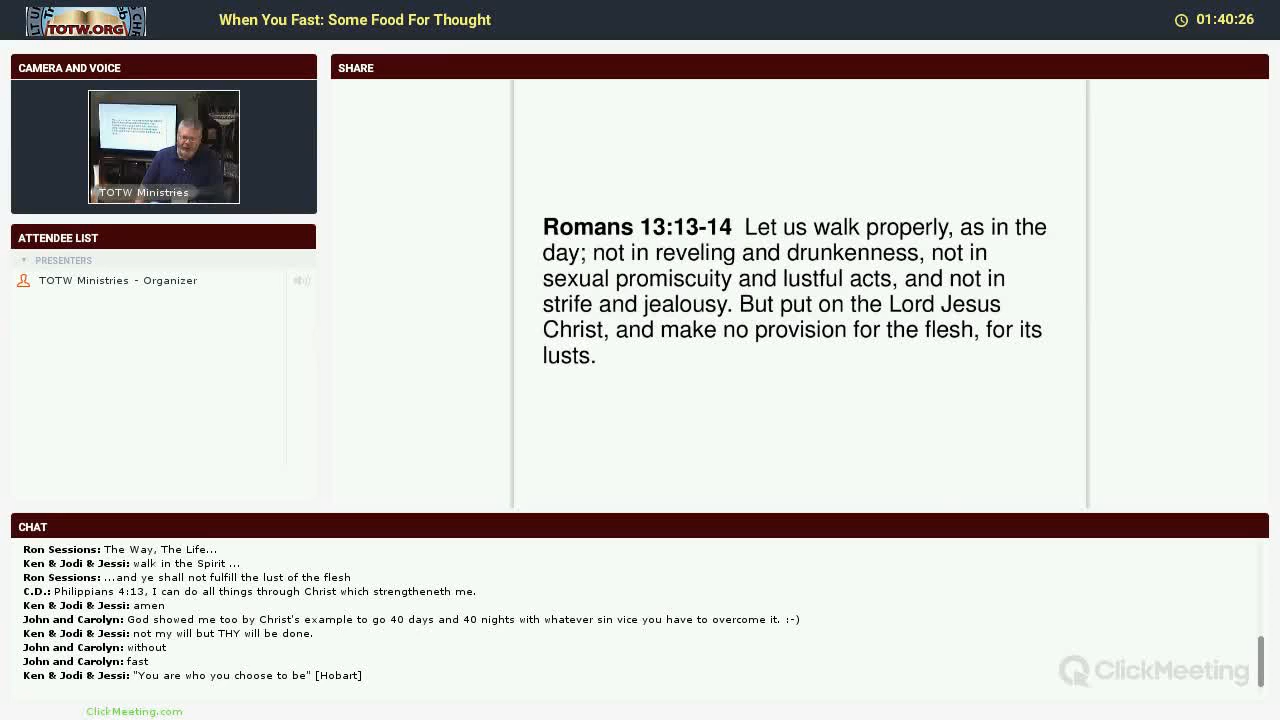 TOTW.ORG
When You Fast: Some Food For Thought
01:40:26
CAMERA AND VOICE
TOTW Ministries
ATTENDEE LIST
PRESENTERS
TOTW Ministries - Organizer
SHARE
Romans 13:13-14 Let us walk properly, as in the
day; not in reveling and drunkenness, not in
sexual promiscuity and lustful acts, and not in
strife and jealousy. But put on the Lord Jesus
Christ, and make no provision for the flesh, for its
lusts.
CHAT
Ron Sessions: The Way, The Life...
Ken & Jodi & Jessi: walk in the Spirit ...
Ron Sessions: ...and ye shall not fulfill the lust of the flesh
C.D.: Philippians 4:13, I can do all things through Christ which strengtheneth me.
Ken & Jodi & Jessi: amen
John and Carolyn: God showed me too by Christ's example to go 40 days and 40 nights with whatever sin vice you have to overcome it. :-)
Ken & Jodi & Jessi: not my will but THY will be done.
John and Carolyn: without
John and Carolyn: fast
Ken & Jodi & Jessi: "You are who you choose to be" [Hobart]
ClickMeeting
ClickMeeting.com